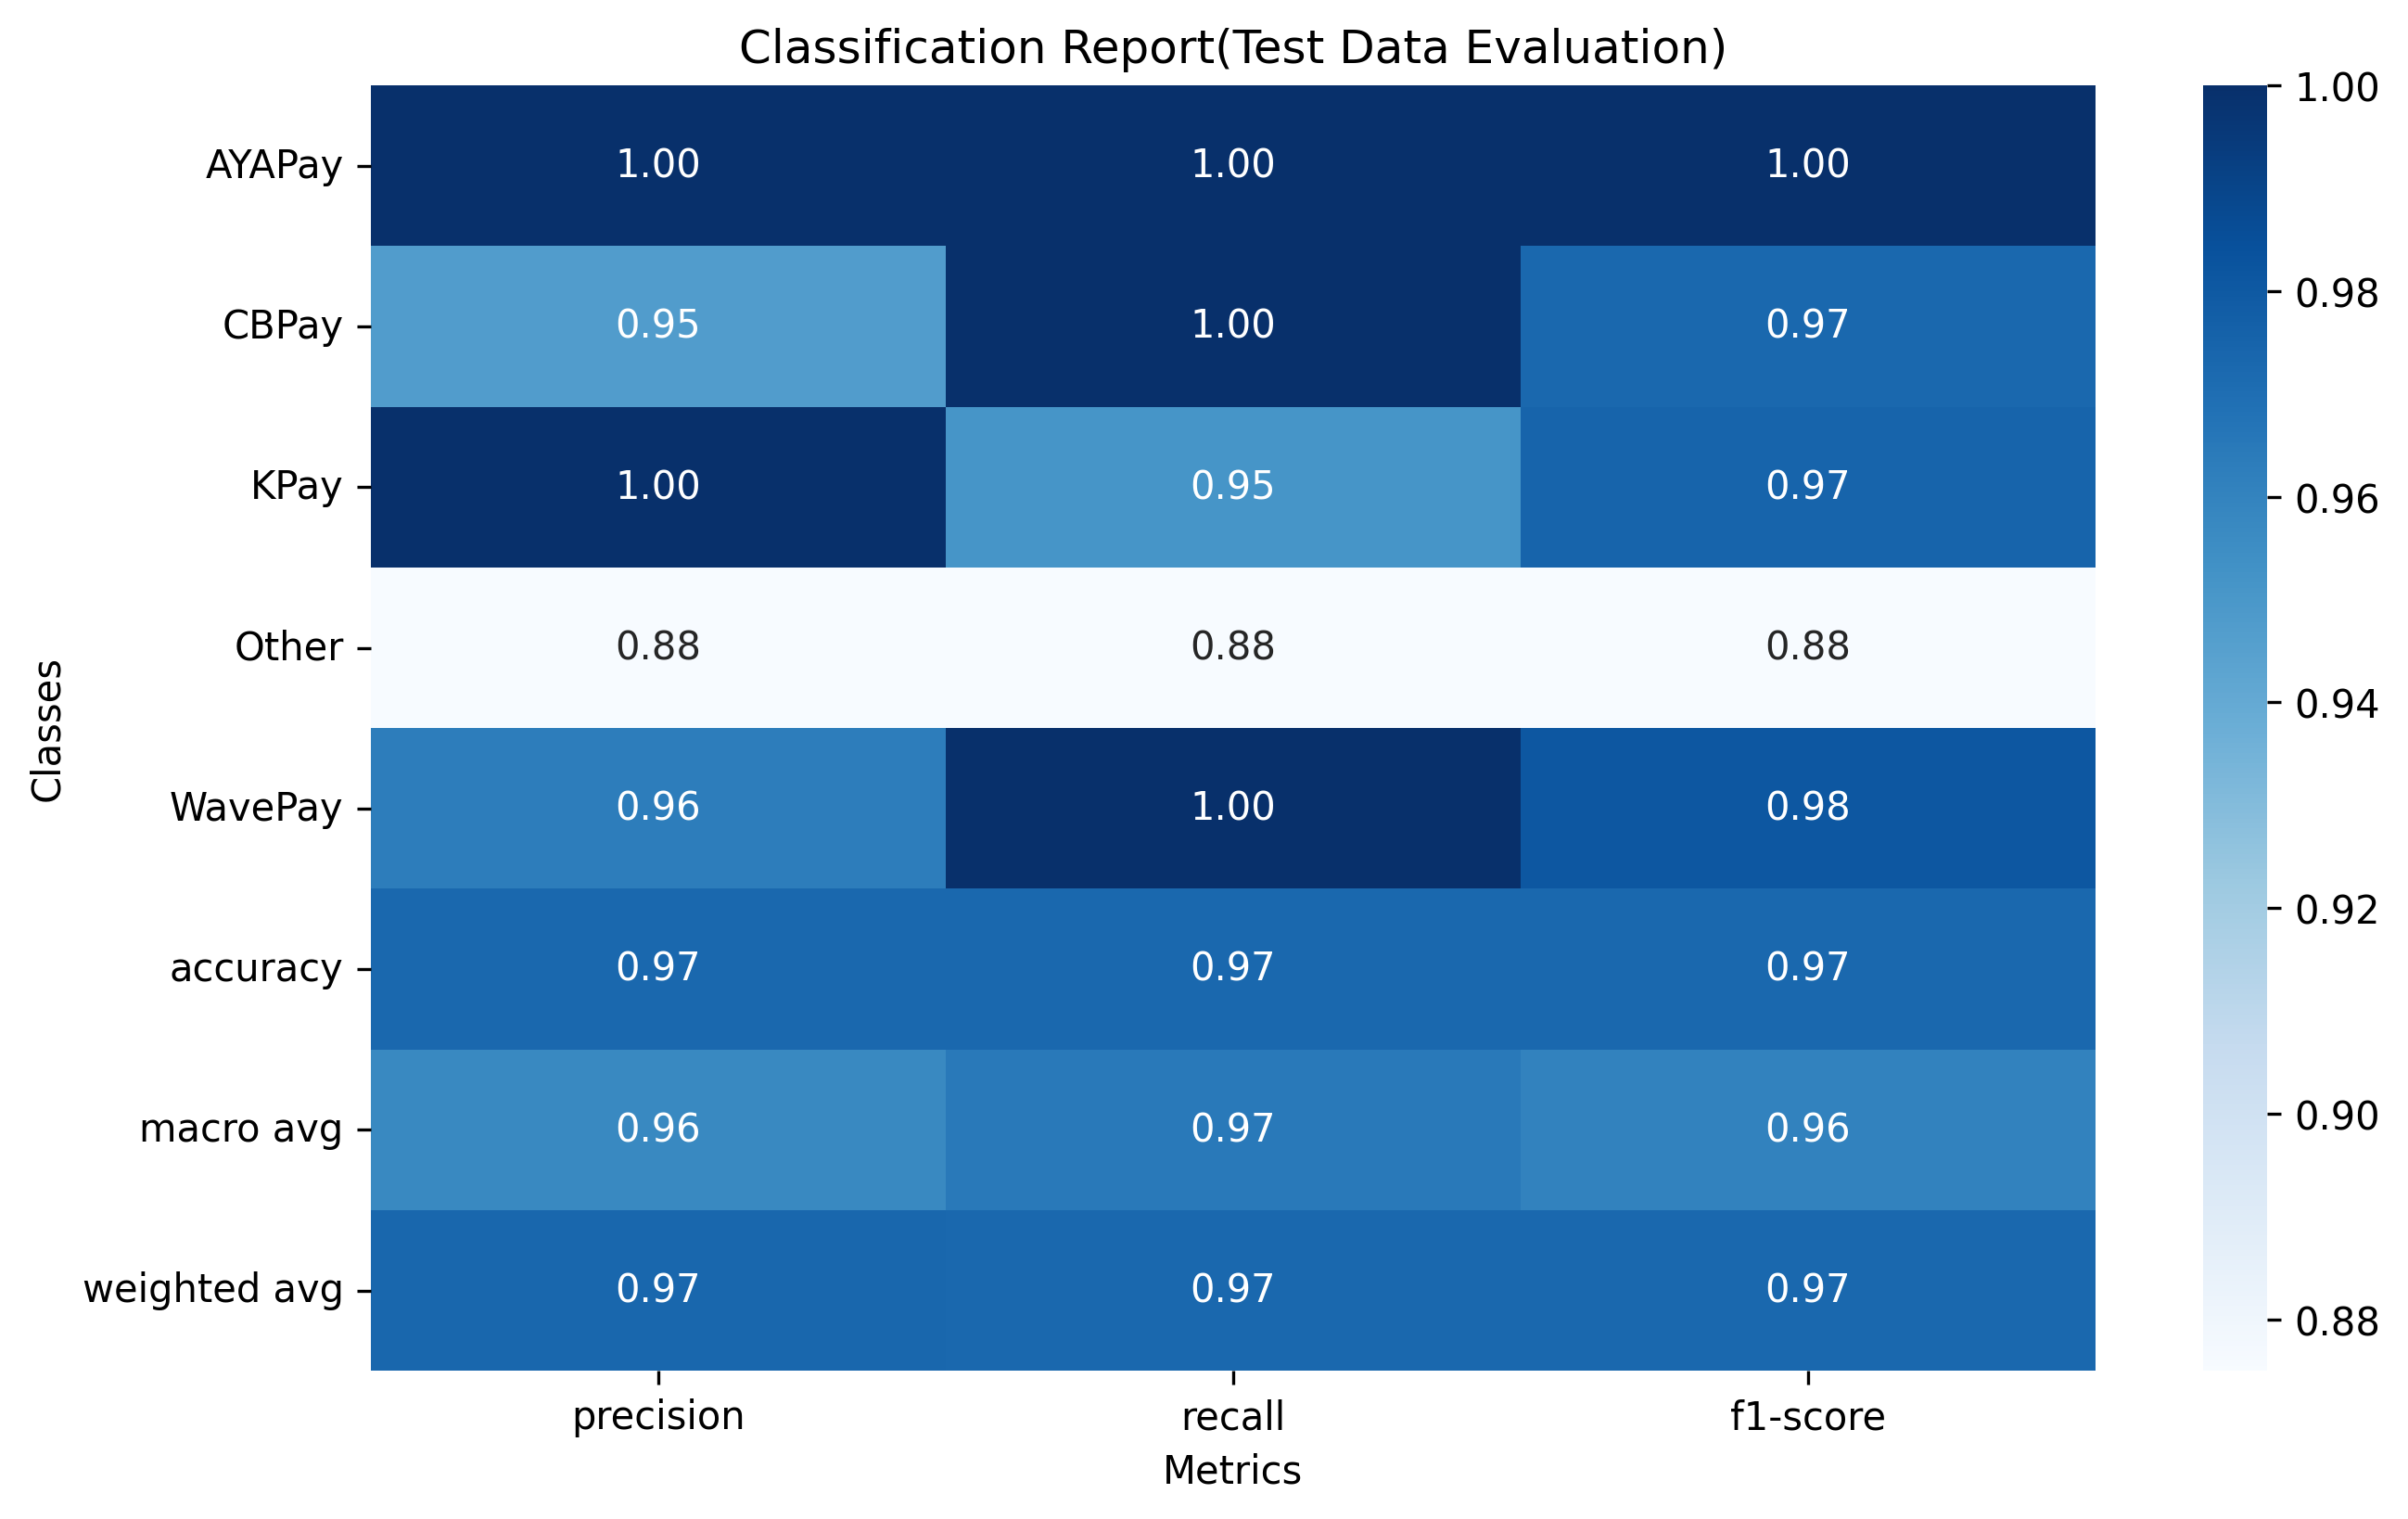 Classification Report(Test Data Evaluation)
Classes
AYAPay 1.00 1.00 1.00
CBPay 0.95 1.00 0.97
KPay 1.00 0.95 0.97
Other 0.88 0.88 0.88
WavePay 0.96 1.00 0.98
accuracy 0.97 0.97 0.97
macro avg 0.96 0.97 0.96
weighted avg 0.97 0.97 0.97
precision recall f1-score
Metrics
1.00
0.98
0.96
0.94
0.92
0.90
0.88